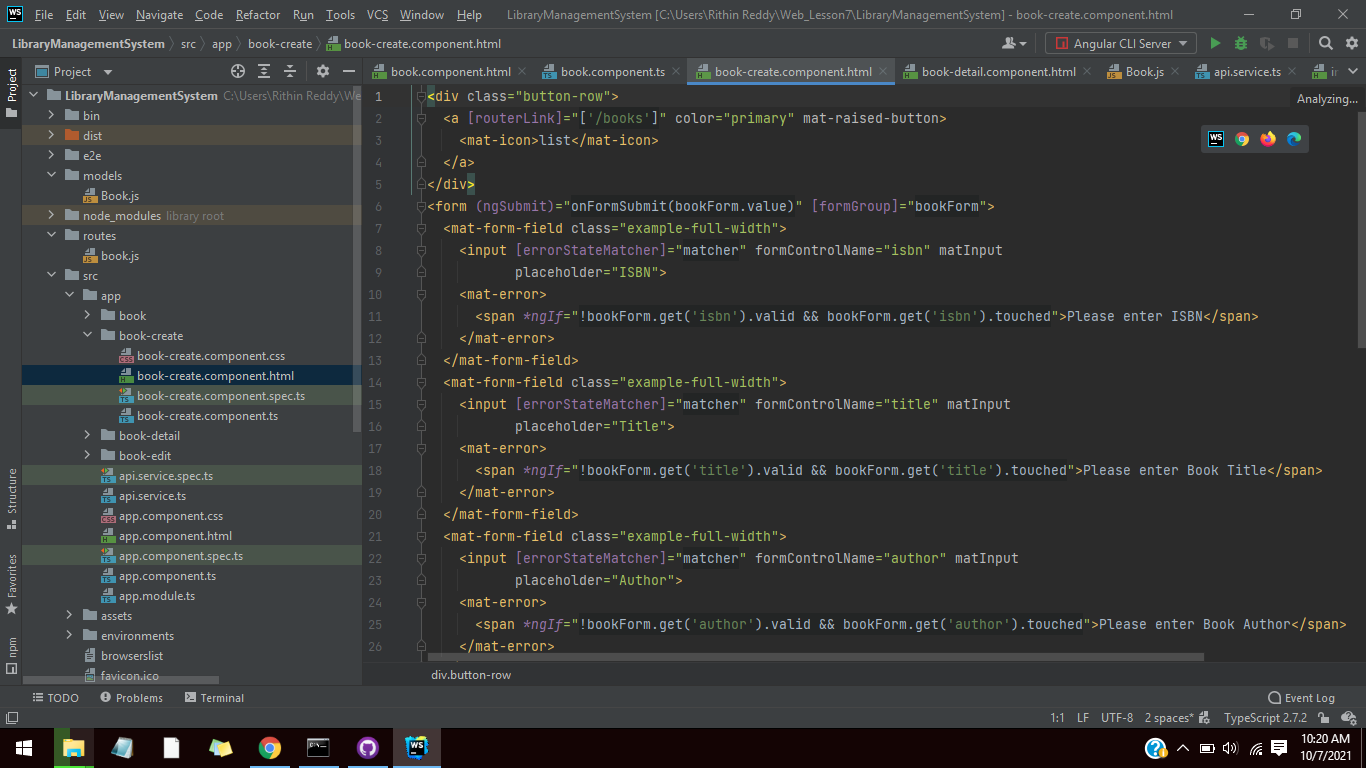 File Edit View Navigate Code Refactor Run Tools VCS Window Help LibraryManagementSystem [C:\Users\Rithin Reddy\Web_Lesson7\LibraryManagementSystem] - book-create.component.html
LibraryManagementSystem src app book-create book-create.component.html Angular CLI Server
Project book.component.html book.component.ts book-create.component.html book-detail.component.html Book.js api.service.ts
Project
LibraryManagementSystem C:\Users\Rithin Reddy\We
bin
dist
e2e
models
Book.js
node_modules library root
routes
book.js
src
app
book
book-create
book-create.component.css
book-create.component.html
book-create.component.spec.ts
book-create.component.ts
book-detail
book-edit
api.service.spec.ts
api.service.ts
app.component.css
app.component.html
app.component.spec.ts
app.component.ts
app.module.ts
assets
environments
browserslist
favicon.ico
Structure
Favorites
npm
Analyzing...
1 <div class="button-row">
2 <a [routerLink]="['/books']" color="primary" mat-raised-button>
3 <mat-icon>list</mat-icon>
4 </a>
5 </div>
6 <form (ngSubmit)="onFormSubmit(bookForm.value)" [formGroup]="bookForm">
7 <mat-form-field class="example-full-width">
8 <input [errorStateMatcher]="matcher" formControlName="isbn" matInput
9 placeholder="ISBN">
10 <mat-error>
11 <span *ngIf="!bookForm.get('isbn').valid && bookForm.get('isbn').touched">Please enter ISBN</span>
12 </mat-error>
13 </mat-form-field>
14 <mat-form-field class="example-full-width">
15 <input [errorStateMatcher]="matcher" formControlName="title" matInput
16 placeholder="Title">
17 <mat-error>
18 <span *ngIf="!bookForm.get('title').valid && bookForm.get('title').touched">Please enter Book Title</span>
19 </mat-error>
20 </mat-form-field>
21 <mat-form-field class="example-full-width">
22 <input [errorStateMatcher]="matcher" formControlName="author" matInput
23 placeholder="Author">
24 <mat-error>
25 <span *ngIf="!bookForm.get('author').valid && bookForm.get('author').touched">Please enter Book Author</span>
26 </mat-error>
div.button-row
TODO Problems Terminal Event Log
1:1 LF UTF-8 2 spaces* TypeScript 2.7.2
10:20 AM
10/7/2021